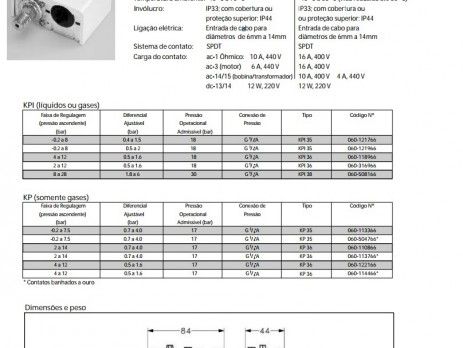 Invólucro: IP33; com cobertura ou IP33; com cobertura ou
proteção superior: IP44 ou proteção superior: IP44
Ligação elétrica: Entrada de cabo para Entrada de cabo para
diâmetros de 6mm a 14mm diâmetros de 6mm a 14mm
Sistema de contato: SPDT SPDT
Carga do contato: ac-1 Ôhmico: 10 A, 440 V 16 A, 400 V
ac-3 (motor) 6 A, 440 V 16 A, 400 V
ac-14/15 (bobina/transformador) 10 A, 400 V 4 A, 440 V
dc-13/14 12 W, 220 V 12 W, 220 V
KPI (líquidos ou gases)
Faixa de Regulagem Diferencial Pressão Conexão de Tipo Código N°
(pressão ascendente) Ajustável Operacional Pressão
(bar) (bar) Admissível (bar)
-0.2 a 8 0.4 a 1.5 18 G 1/4A KPI 35 060-121766
-0.2 a 8 0.5 a 2 18 G 1/4A KPI 35 060-121966
4 a 12 0.5 a 1.6 18 G 1/4A KPI 36 060-118966
2 a 12 0.5 a 1.6 18 G 1/4A KPI 36 060-316966
8 a 28 1.8 a 6 30 G 1/4A KPI 38 060-508166
KP (somente gases)
Faixa de Regulagem Diferencial Pressão Conexão de Tipo Código N°
(pressão ascendente) Ajustável Operacional Pressão
(bar) (bar) Admissível (bar)
-0.2 a 7.5 0.7 a 4.0 17 G 1/4A KP 35 060-113366
-0.2 a 7.5 0.7 a 4.0 17 G 1/4A KP 35 060-504766*
2 a 14 0.7 a 4.0 17 G 1/4A KP 36 060-110866
2 a 14 0.7 a 4.0 17 G 1/4A KP 36 060-113766*
4 a 12 0.5 a 1.6 17 G 1/4A KP 36 060-122166
4 a 12 0.5 a 1.6 17 G 1/4A KP 36 060-114466*
* Contatos banhados a ouro
Dimensões e peso
84 44